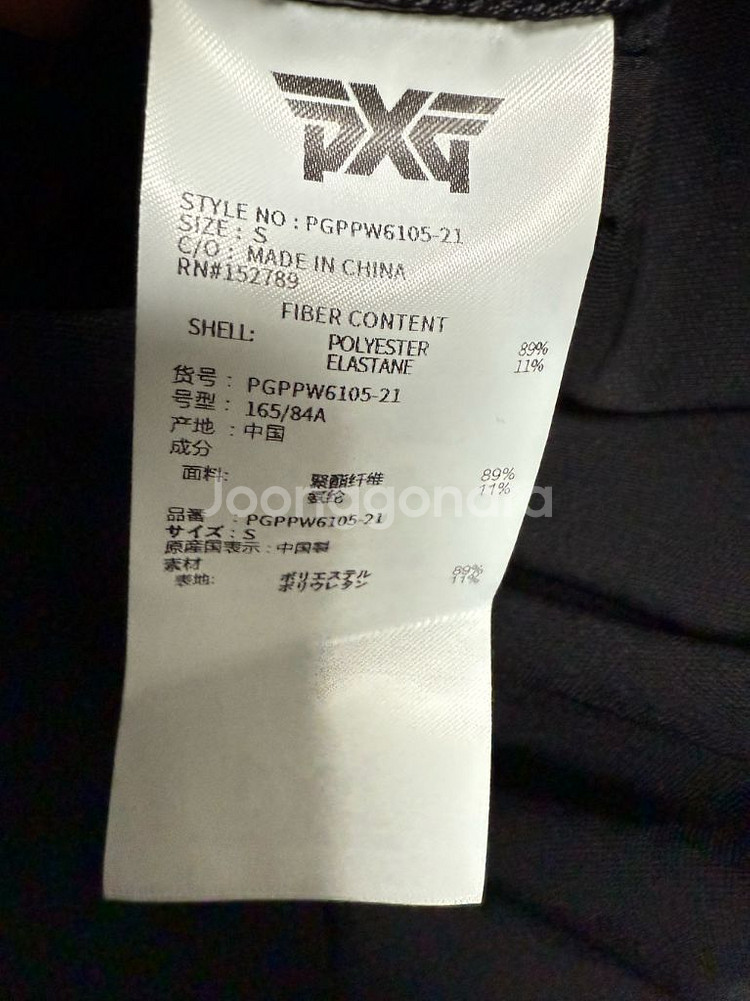 PXG
STYLE NO : PGPPW6105-21
SIZE : S
C/O : MADE IN CHINA
RN#152789
FIBER CONTENT
SHELL: POLYESTER 89%
ELASTANE 11%
货号 : PGPPW6105-21
号型 : 165/84A
产地 : 中国
成分
面料: 聚酯纤维 89%
氨纶 11%
Joongonara
品番 : PGPPW6105-21
サイズ : S
原産国表示 : 中国製
素材
表地: ポリエステル 89%
ポリウレタン 11%